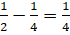 1/2 − 1/4 = 1/4